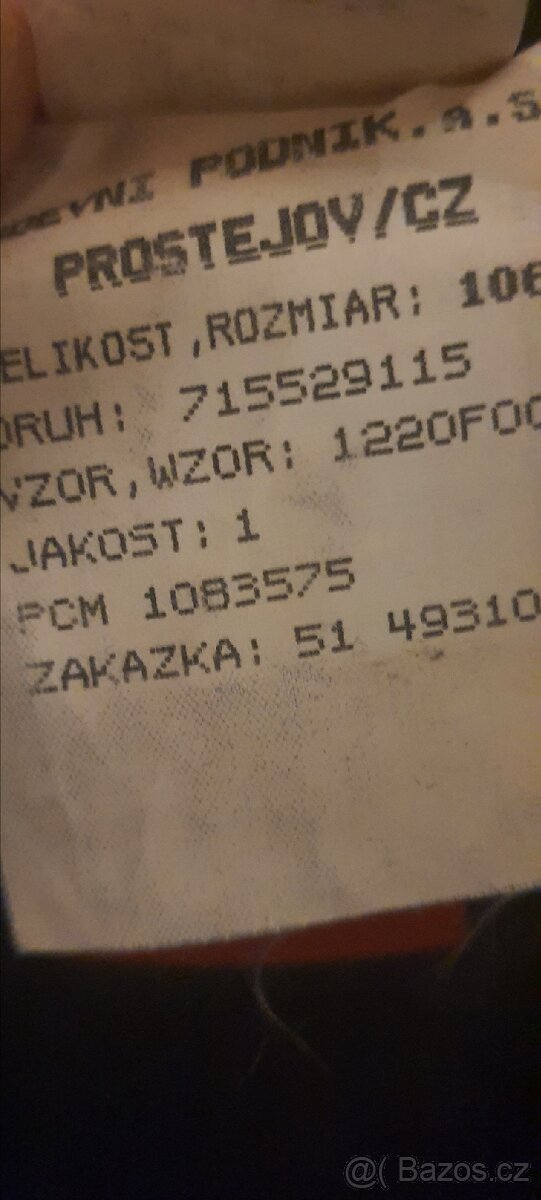 PODNIK.a.S
PROSTEJOV/CZ
ELIKOST,ROZMIAR: 106
DRUH: 715529115
VZOR,WZOR: 1220F00
JAKOST: 1
PCM 1083575
ZAKAZKA: 51 49310
@( Bazos.cz